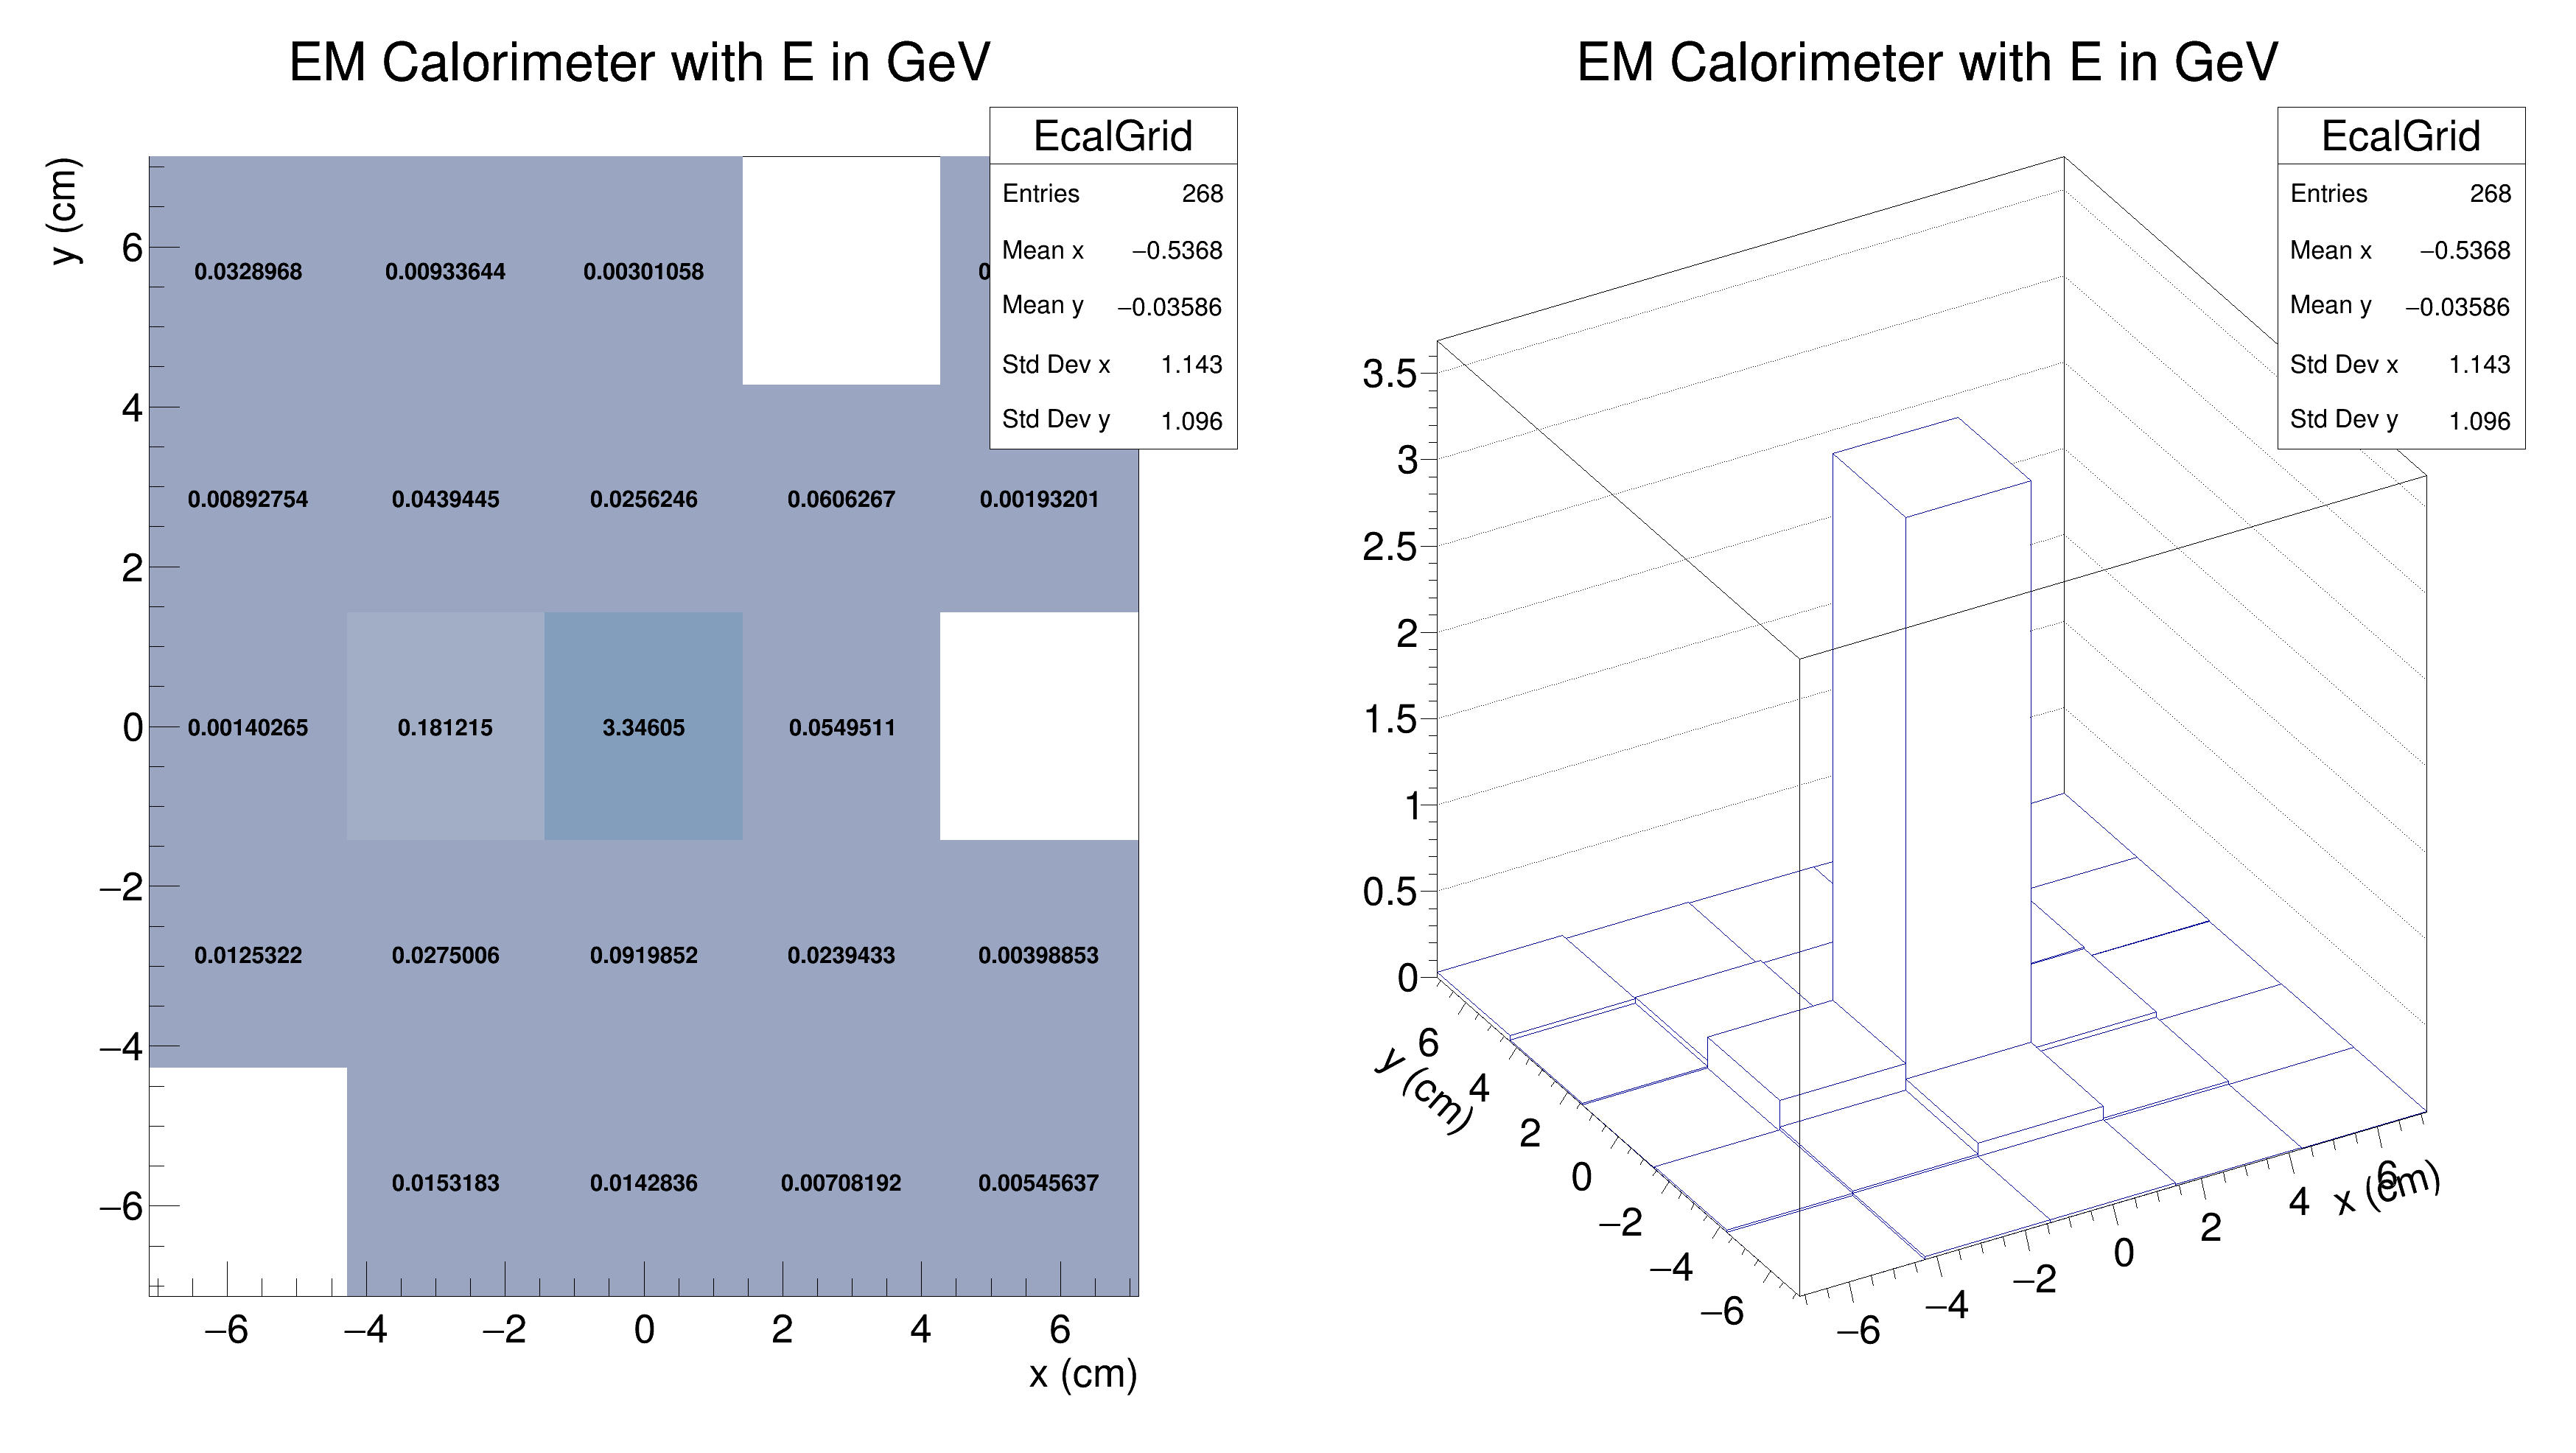 EM Calorimeter with E in GeV
EcalGrid
Entries 268
Mean x −0.5368
Mean y −0.03586
Std Dev x 1.143
Std Dev y 1.096
y (cm)
6
4
2
0
−2
−4
−6
0.0328968 0.00933644 0.00301058
0.00892754 0.0439445 0.0256246 0.0606267 0.00193201
0.00140265 0.181215 3.34605 0.0549511
0.0125322 0.0275006 0.0919852 0.0239433 0.00398853
0.0153183 0.0142836 0.00708192 0.00545637
−6 −4 −2 0 2 4 6
x (cm)
EM Calorimeter with E in GeV
EcalGrid
Entries 268
Mean x −0.5368
Mean y −0.03586
Std Dev x 1.143
Std Dev y 1.096
3.5
3
2.5
2
1.5
1
0.5
0
y (cm)
6
4
2
0
−2
−4
−6
−6 −4 −2 0 2 4 6
x (cm)